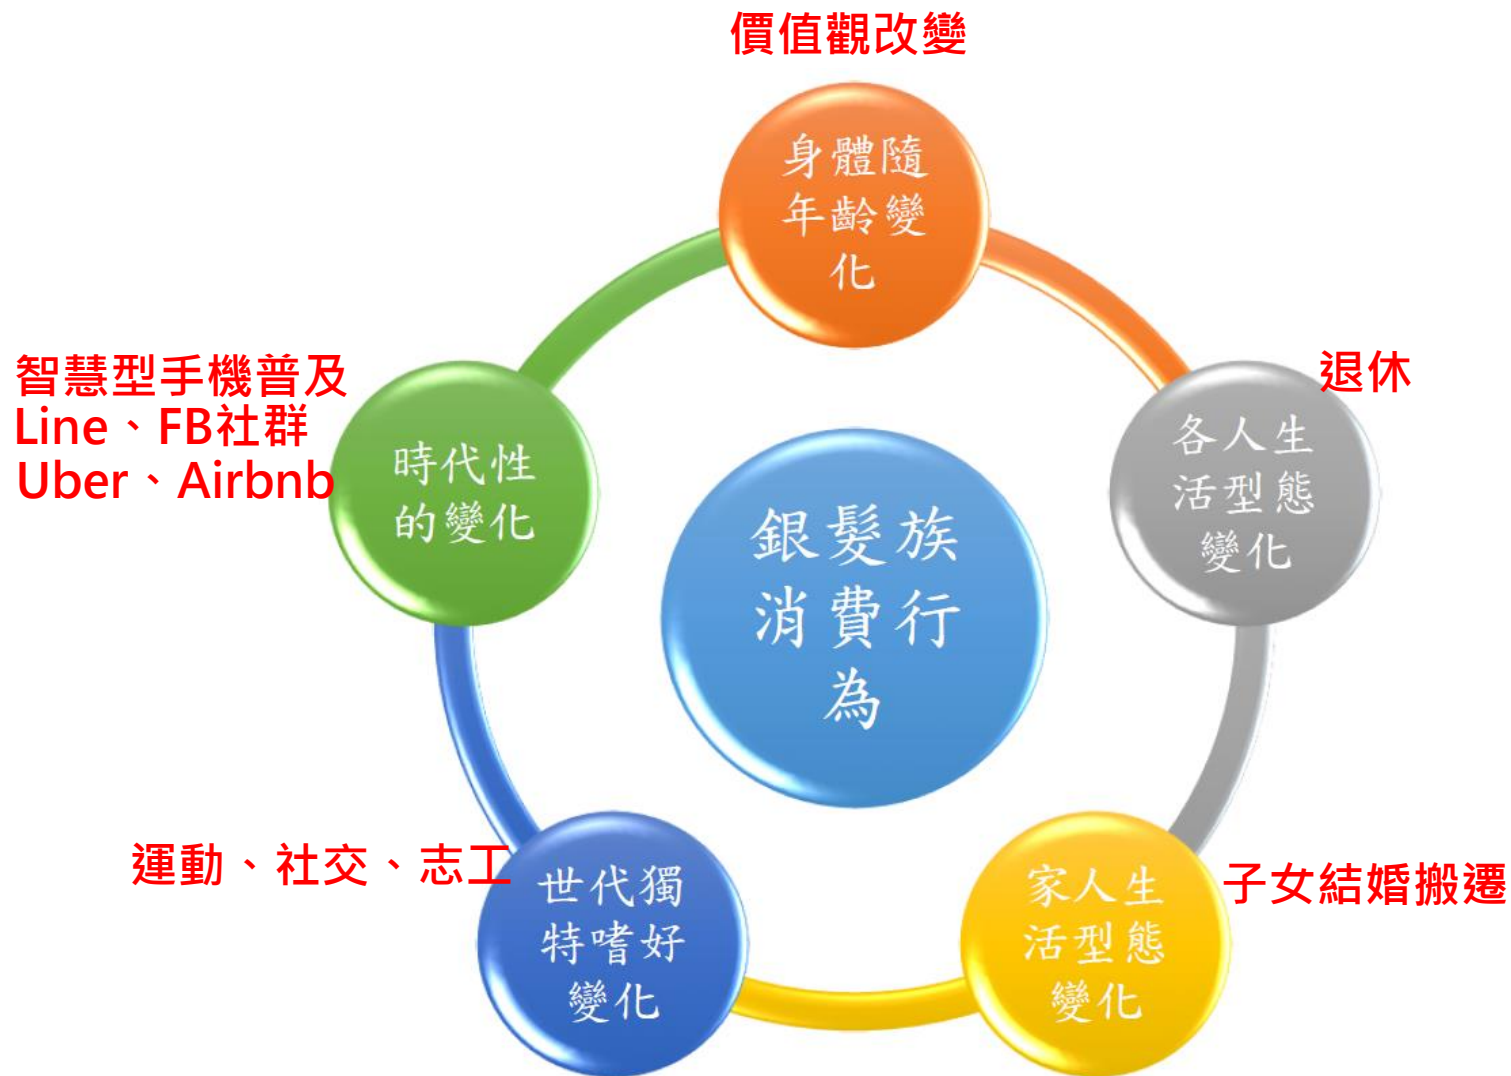 價值觀改變
身體隨
年齡變
化
退休
各人生
活型態
變化
子女結婚搬遷
家人生
活型態
變化
運動、社交、志工
世代獨
特嗜好
變化
智慧型手機普及
Line、FB社群
Uber、Airbnb
時代性
的變化
銀髮族
消費行
為